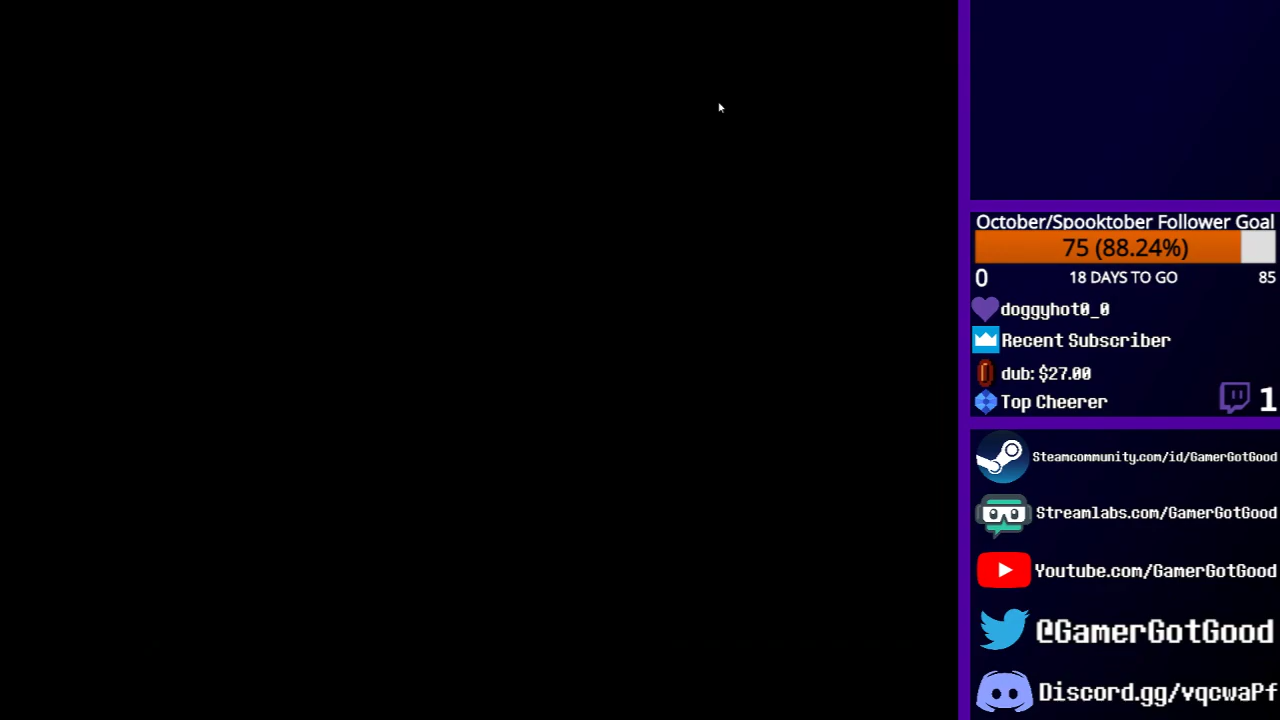 October/Spooktober Follower Goal
75 (88.24%)
0 18 DAYS TO GO 85
doggyhot0_0
Recent Subscriber
dub: $27.00
Top Cheerer 1
Steamcommunity.com/id/GamerGotGood
Streamlabs.com/GamerGotGood
Youtube.com/GamerGotGood
@GamerGotGood
Discord.gg/vqcwaPf